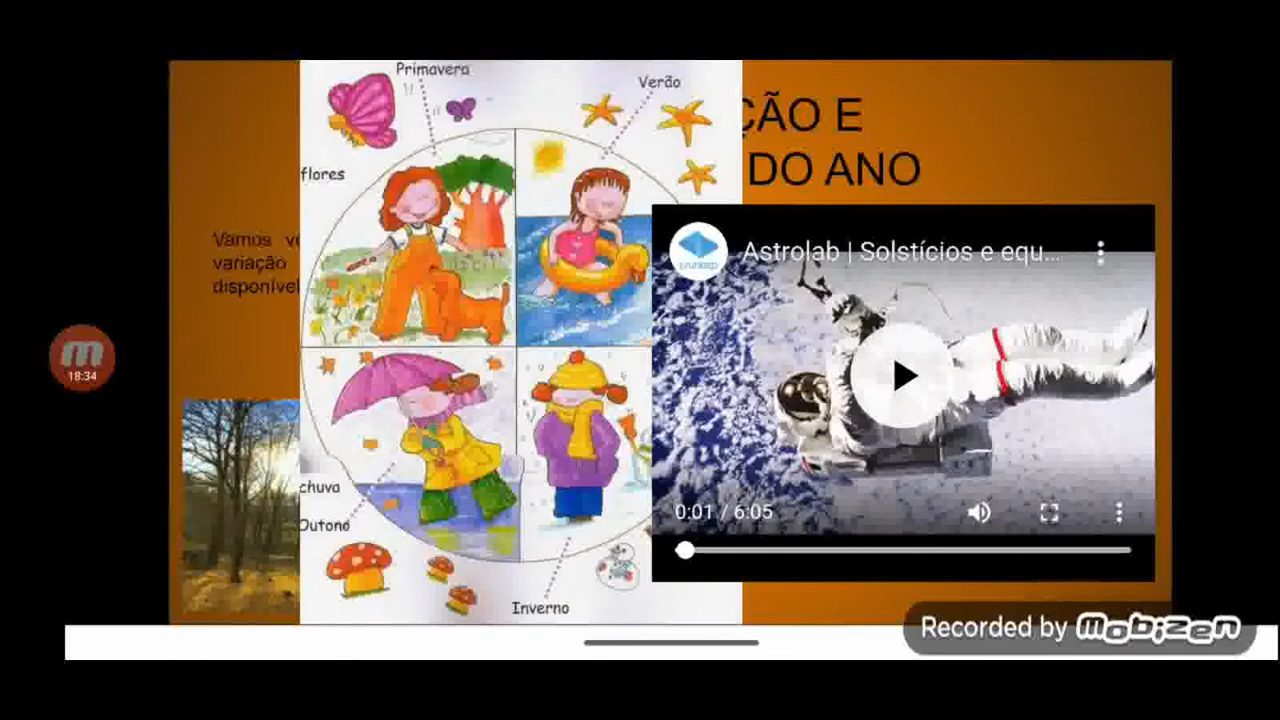 Primavera
Verão
ÇÃO E
DO ANO
flores
Vamos
variação
disponível
Astrolab | Solstícios e equ...
18:34
0:01 / 6:05
chuva
Outono
Inverno
Recorded by mobizen